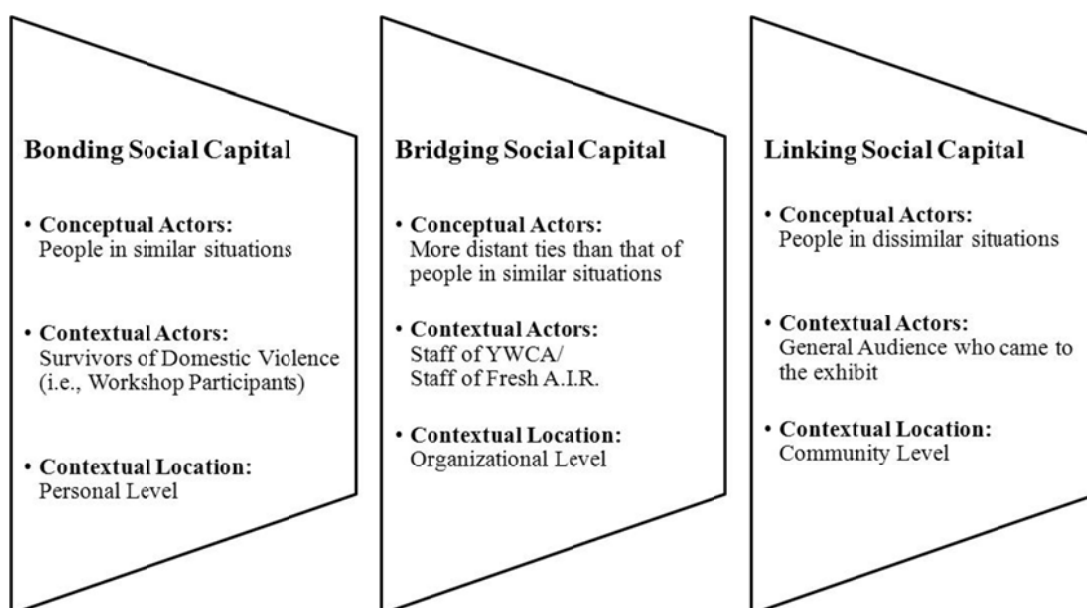 Bonding Social Capital
• Conceptual Actors:
People in similar situations
• Contextual Actors:
Survivors of Domestic Violence
(i.e., Workshop Participants)
• Contextual Location:
Personal Level
Bridging Social Capital
• Conceptual Actors:
More distant ties than that of
people in similar situations
• Contextual Actors:
Staff of YWCA/
Staff of Fresh A.I.R.
• Contextual Location:
Organizational Level
Linking Social Capital
• Conceptual Actors:
People in dissimilar situations
• Contextual Actors:
General Audience who came to
the exhibit
• Contextual Location:
Community Level